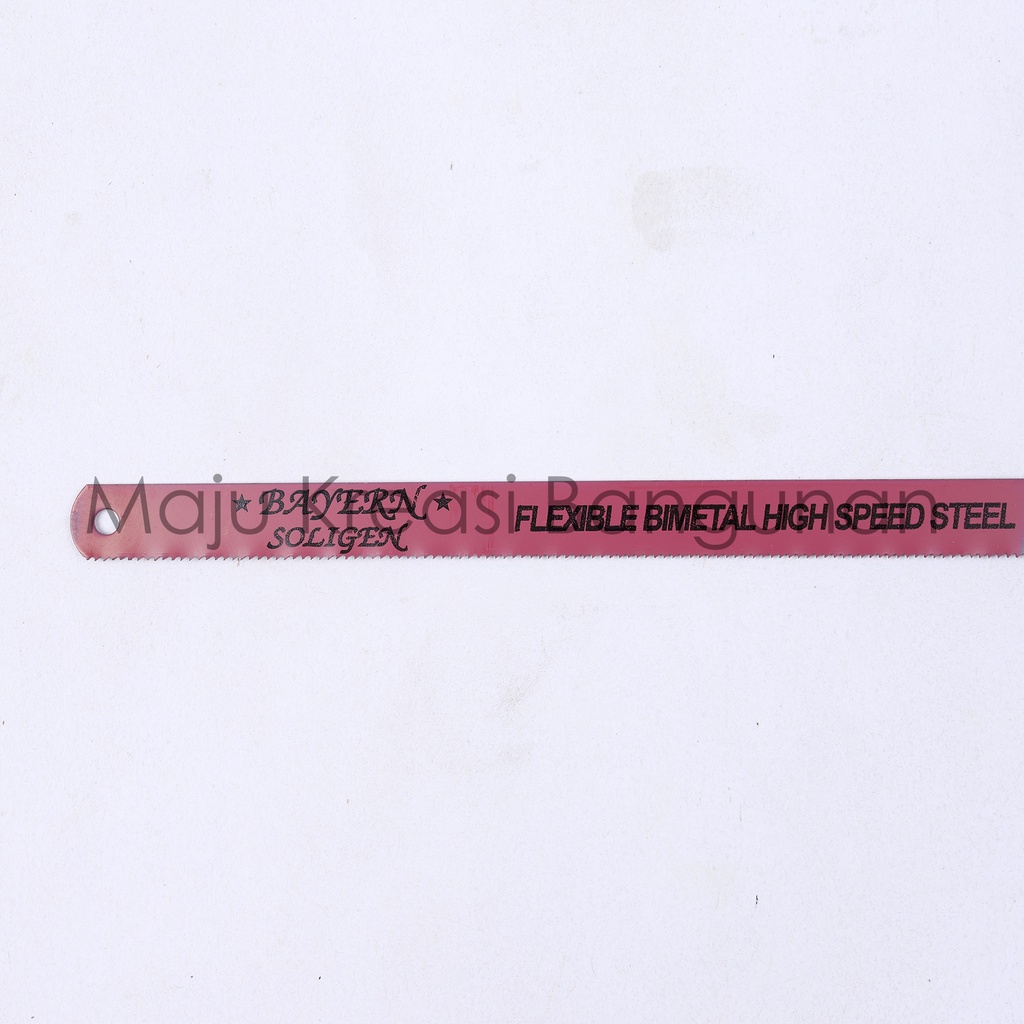 ★ BAYERN ★
SOLIGEN
FLEXIBLE BIMETAL HIGH SPEED STEEL
Maju Kreasi Bangunan